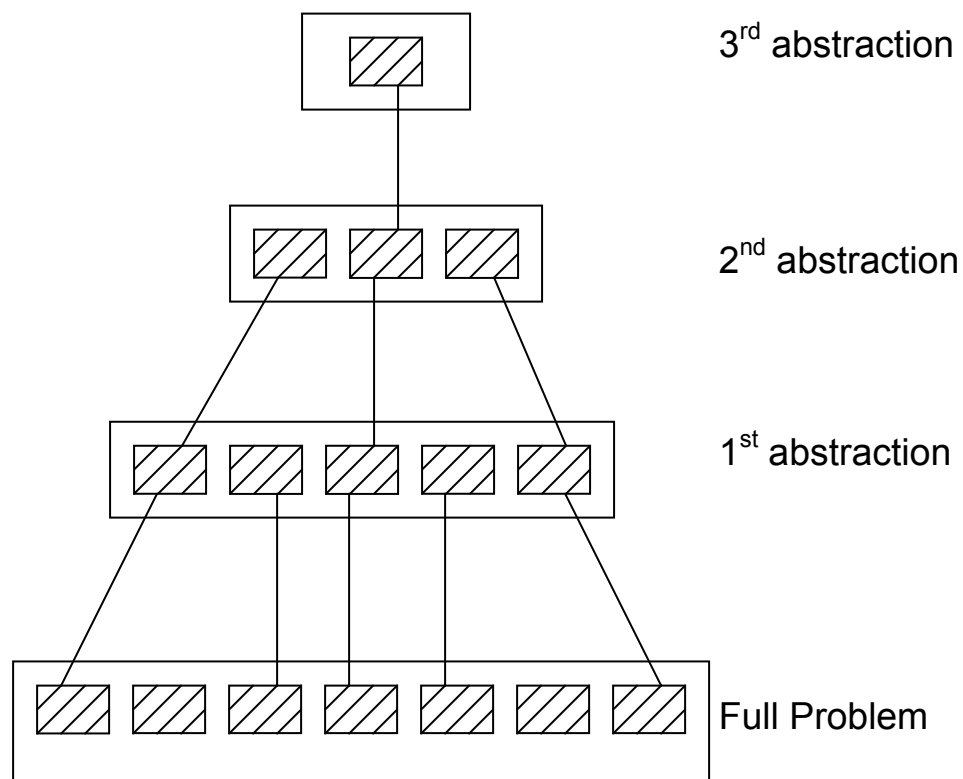 3rd abstraction
2nd abstraction
1st abstraction
Full Problem